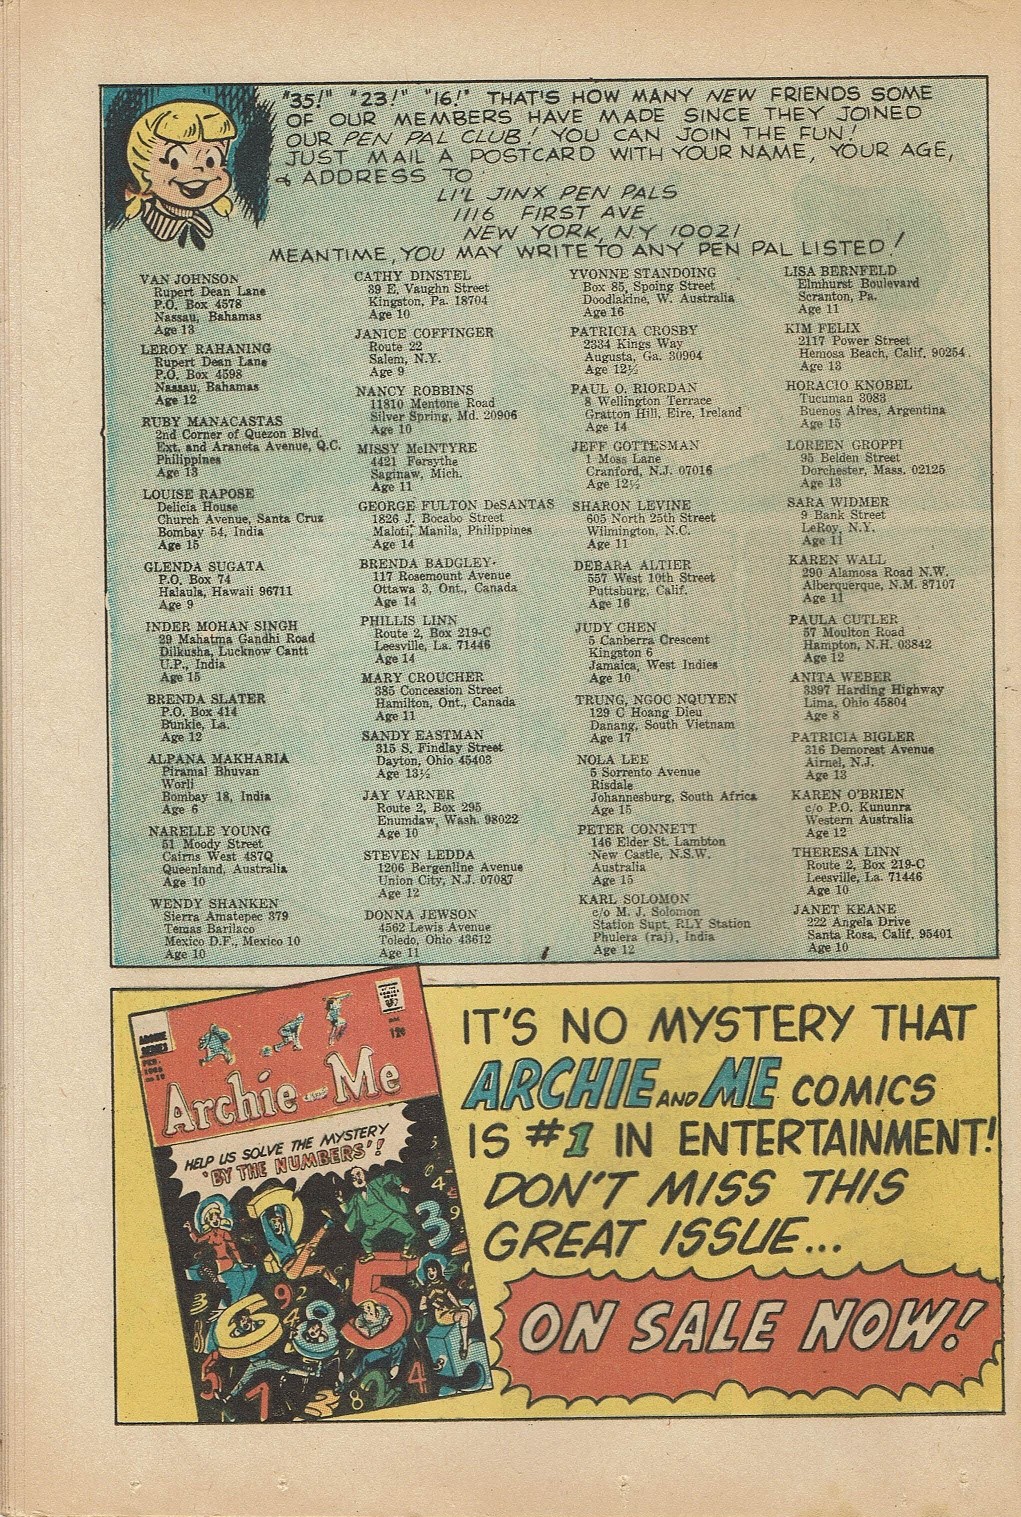 "35!" "23!" "16!" THAT'S HOW MANY NEW FRIENDS SOME
OF OUR MEMBERS HAVE MADE SINCE THEY JOINED
OUR PEN PAL CLUB! YOU CAN JOIN THE FUN!
JUST MAIL A POSTCARD WITH YOUR NAME, YOUR AGE,
& ADDRESS TO
LI'L JINX PEN PALS
1116 FIRST AVE.
NEW YORK, N.Y. 10021
MEANTIME, YOU MAY WRITE TO ANY PEN PAL LISTED!
VAN JOHNSON
Rupert Dean Lane
P.O. Box 4578
Nassau, Bahamas
Age 13
LEROY RAHANING
Rupert Dean Lane
P.O. Box 4598
Nassau, Bahamas
Age 12
RUBY MANACASTAS
2nd Corner of Quezon Blvd.
Ext. and Araneta Avenue, Q.C.
Philippines
Age 13
LOUISE RAPOSE
Delicia House
Church Avenue, Santa Cruz
Bombay 54, India
Age 15
GLENDA SUGATA
P.O. Box 74
Halaula, Hawaii 96711
Age 9
INDER MOHAN SINGH
29 Mahatma Gandhi Road
Dilkusha, Lucknow Cantt
U.P., India
Age 15
BRENDA SLATER
P.O. Box 414
Bunkie, La.
Age 12
ALPANA MAKHARIA
Piramal Bhuvan
Worli
Bombay 18, India
Age 6
NARELLE YOUNG
51 Moody Street
Cairns West 487Q
Queenland, Australia
Age 10
WENDY SHANKEN
Sierra Amatepec 379
Temas Barilaco
Mexico D.F., Mexico 10
Age 10
CATHY DINSTEL
39 E. Vaughn Street
Kingston, Pa. 18704
Age 10
JANICE COFFINGER
Route 22
Salem, N.Y.
Age 9
NANCY ROBBINS
11810 Mentone Road
Silver Spring, Md. 20906
Age 10
MISSY McINTYRE
4421 Forsythe
Saginaw, Mich.
Age 11
GEORGE FULTON DeSANTAS
1826 J. Bocabo Street
Maloti, Manila, Philippines
Age 14
BRENDA BADGLEY
117 Rosemount Avenue
Ottawa 3, Ont., Canada
Age 14
PHILLIS LINN
Route 2, Box 219-C
Leesville, La. 71446
Age 14
MARY CROUCHER
385 Concession Street
Hamilton, Ont., Canada
Age 11
SANDY EASTMAN
315 S. Findlay Street
Dayton, Ohio 45403
Age 13½
JAY VARNER
Route 2, Box 295
Enumdaw, Wash. 98022
Age 10
STEVEN LEDDA
1206 Bergenline Avenue
Union City, N.J. 07087
Age 12
DONNA JEWSON
4562 Lewis Avenue
Toledo, Ohio 43612
Age 11
YVONNE STANDOING
Box 85, Spoing Street
Doodlakine, W. Australia
Age 16
PATRICIA CROSBY
2334 Kings Way
Augusta, Ga. 30904
Age 12½
PAUL O. RIORDAN
8 Wellington Terrace
Gratton Hill, Eire, Ireland
Age 14
JEFF GOTTESMAN
1 Moss Lane
Cranford, N.J. 07016
Age 12½
SHARON LEVINE
605 North 25th Street
Wilmington, N.C.
Age 11
DEBARA ALTIER
557 West 10th Street
Puttsburg, Calif.
Age 16
JUDY CHEN
5 Canberra Crescent
Kingston 6
Jamaica, West Indies
Age 10
TRUNG, NGOC NQUYEN
129 C Hoang Dieu
Danang, South Vietnam
Age 17
NOLA LEE
5 Sorrento Avenue
Risdale
Johannesburg, South Africa
Age 15
PETER CONNETT
146 Elder St. Lambton
New Castle, N.S.W.
Australia
Age 15
KARL SOLOMON
c/o M. J. Solomon
Station Supt. RLY Station
Phulera (raj), India
Age 12
LISA BERNFELD
Elmhurst Boulevard
Scranton, Pa.
Age 11
KIM FELIX
2117 Power Street
Hemosa Beach, Calif. 90254
Age 13
HORACIO KNOBEL
Tucuman 3083
Buenos Aires, Argentina
Age 15
LOREEN GROPPI
95 Belden Street
Dorchester, Mass. 02125
Age 13
SARA WIDMER
9 Bank Street
LeRoy, N.Y.
Age 11
KAREN WALL
290 Alamosa Road N.W.
Alberquerque, N.M. 87107
Age 11
PAULA CUTLER
57 Moulton Road
Hampton, N.H. 03842
Age 12
ANITA WEBER
3397 Harding Highway
Lima, Ohio 45804
Age 8
PATRICIA BIGLER
316 Demorest Avenue
Airnel, N.J.
Age 13
KAREN O'BRIEN
c/o P.O. Kununra
Western Australia
Age 12
THERESA LINN
Route 2, Box 219-C
Leesville, La. 71446
Age 10
JANET KEANE
222 Angela Drive
Santa Rosa, Calif. 95401
Age 10
ARCHIE
SERIES
FEB.
12¢
Archie and Me
HELP US SOLVE THE MYSTERY
'BY THE NUMBERS'!
7
3
4
9
5
6
9
2
8
3
5
7
2
8
4
IT'S NO MYSTERY THAT
ARCHIE AND ME COMICS
IS #1 IN ENTERTAINMENT!
DON'T MISS THIS
GREAT ISSUE...
ON SALE NOW!